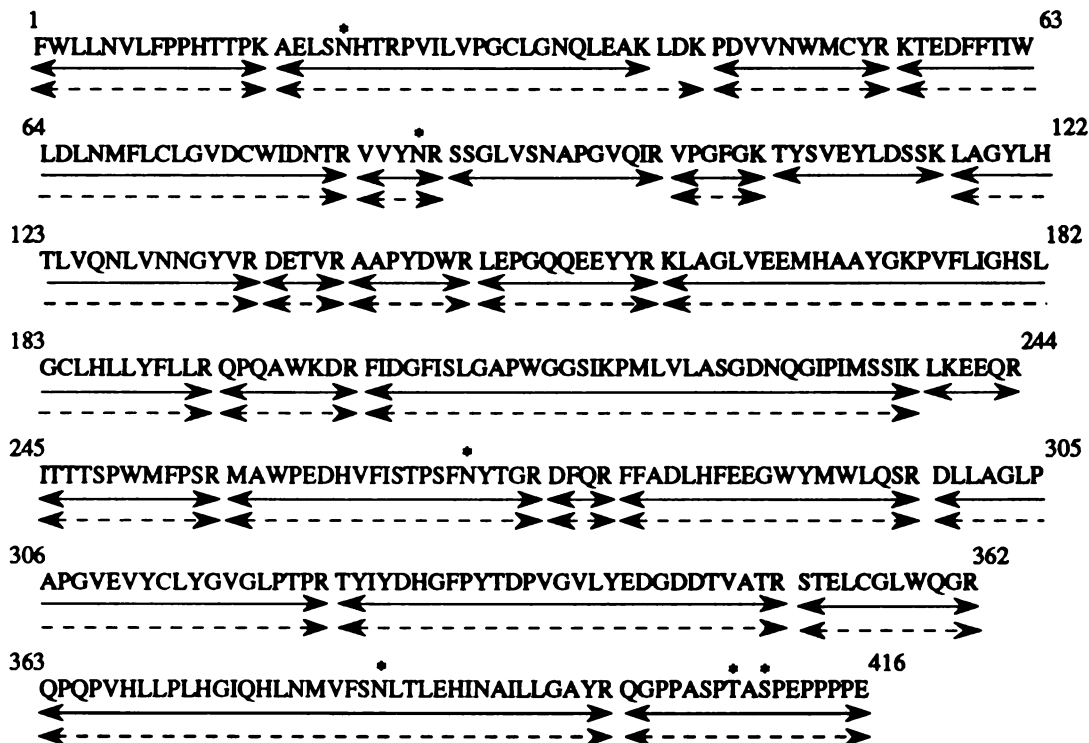 1 63
FWLLNVLFPPHTTPK AELSNHTRPVILVPGCLGNQLEAK LDK PDVVNWMCYR KTEDFFTIW
64 122
LDLNMFLCLGVDCWIDNTR VVYNR SSGLVSNAPGVQIR VPGFGK TYSVEYLDSSK LAGYLH
123 182
TLVQNLVNNGYVR DETVR AAPYDWR LEPGQQEEYYR KLAGLVEEMHAAYGKPVFLIGHSL
183 244
GCLHLLYFLLR QPQAWKDR FIDGFISLGAPWGGSIKPMLVLASGDNQGIPIMSSIK LKEEQR
245 305
ITTTSPWMFPSR MAWPEDHVFISTPSFNYTGR DFQR FFADLHFEEGWYMWLQSR DLLAGLP
306 362
APGVEVYCLYGVGLPTPR TYIYDHGFPYTDPVGVLYEDGDDTVATR STELCGLWQGR
363 416
QPQPVHLLPLHGIQHLNMVFSNLTLEHINAILLGAYR QGPPASPTASPEPPPPE